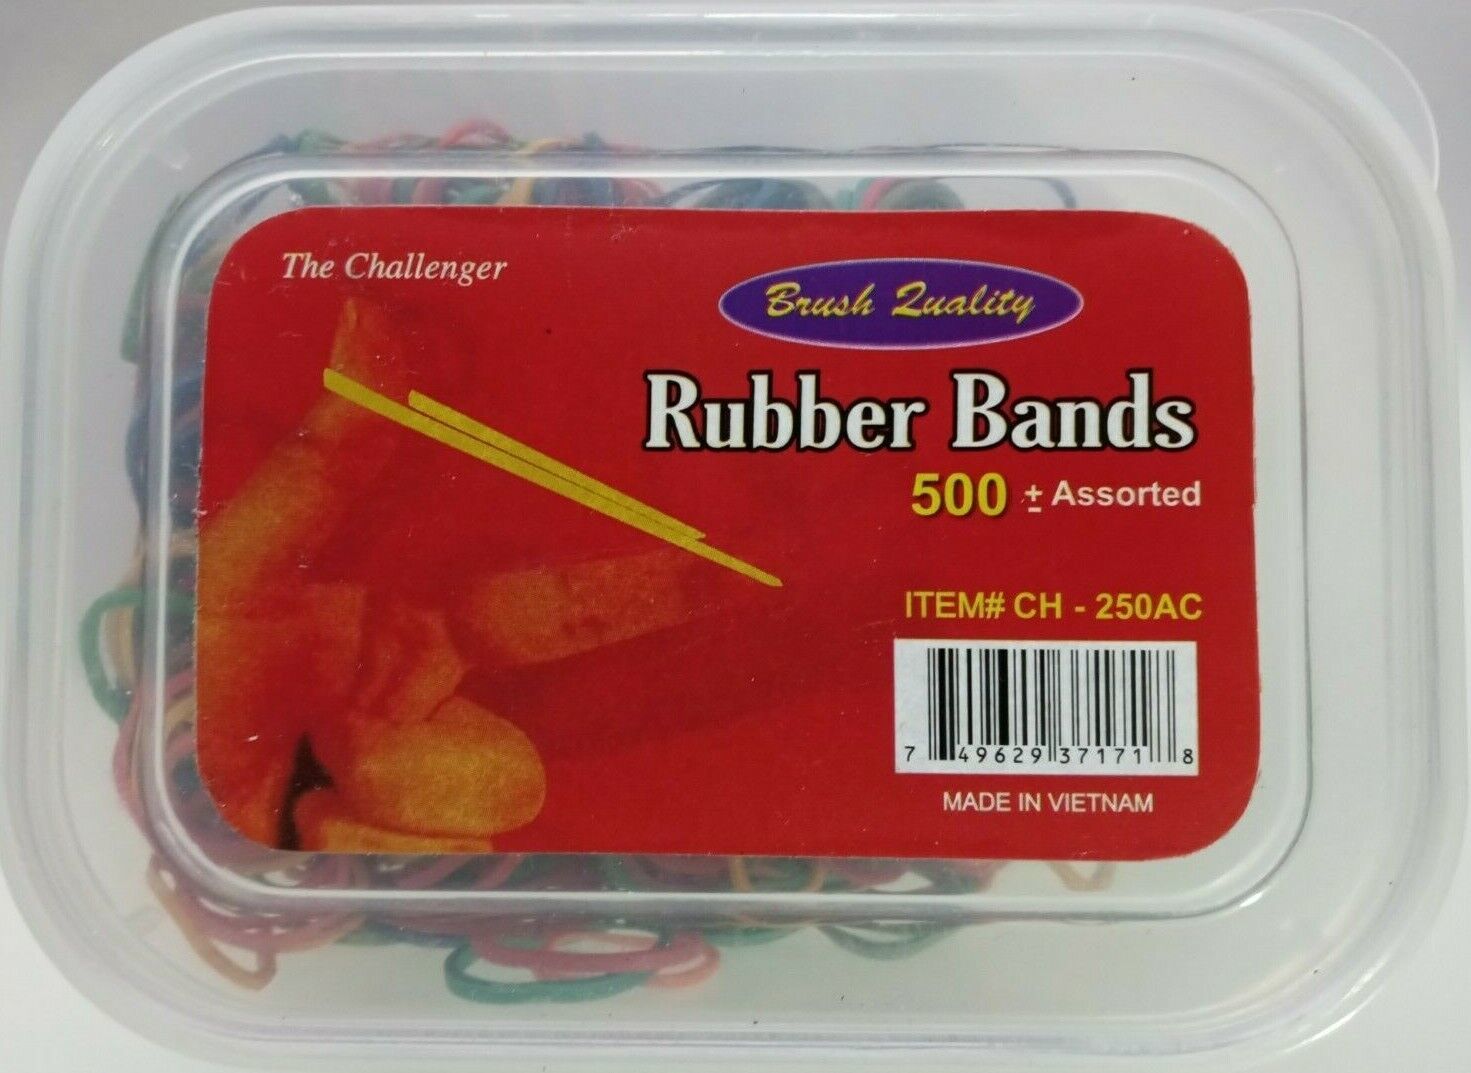 The Challenger
Brush Quality
Rubber Bands
500 ± Assorted
ITEM# CH - 250AC
7 49629 37171 8
MADE IN VIETNAM